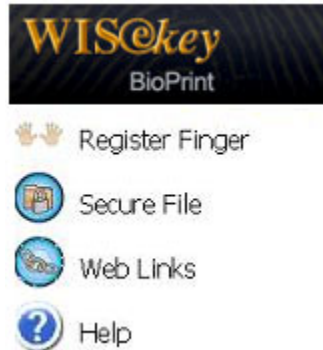 WISekey
BioPrint
Register Finger
Secure File
Web Links
Help